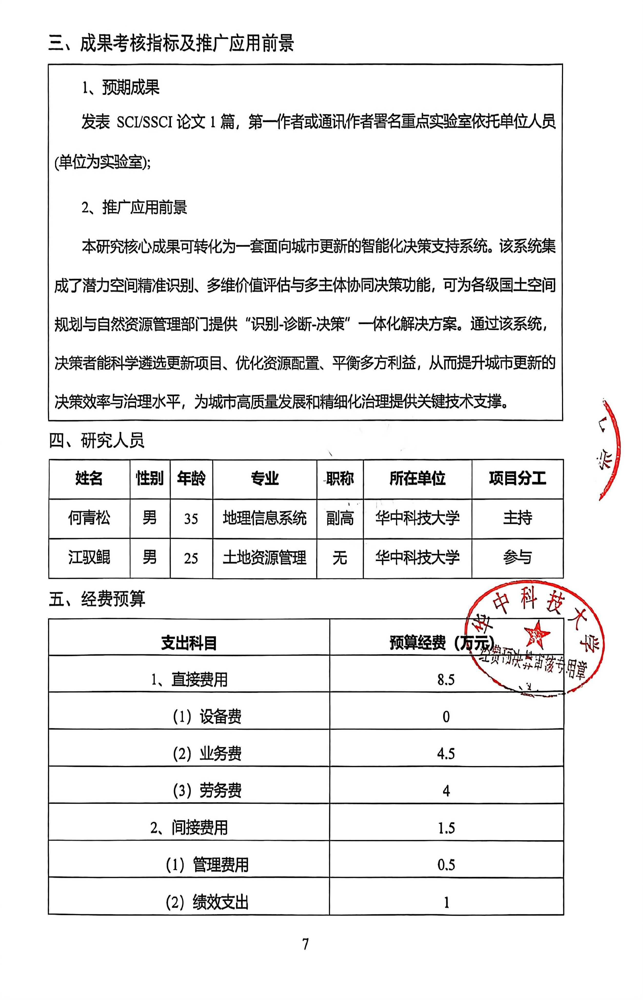 三、成果考核指标及推广应用前景
1、预期成果
发表 SCI/SSCI 论文 1 篇，第一作者或通讯作者署名重点实验室依托单位人员
(单位为实验室);
2、推广应用前景
本研究核心成果可转化为一套面向城市更新的智能化决策支持系统。该系统集
成了潜力空间精准识别、多维价值评估与多主体协同决策功能，可为各级国土空间
规划与自然资源管理部门提供“识别-诊断-决策”一体化解决方案。通过该系统，
决策者能科学遴选更新项目、优化资源配置、平衡多方利益，从而提升城市更新的
决策效率与治理水平，为城市高质量发展和精细化治理提供关键技术支撑。
四、研究人员
姓名 性别 年龄 专业 职称 所在单位 项目分工
何青松 男 35 地理信息系统 副高 华中科技大学 主持
江驭鲲 男 25 土地资源管理 无 华中科技大学 参与
五、经费预算
华中科技大学
支出科目 预算经费（万元）
经费预决算审核专用章
1、直接费用 8.5
（1）设备费 0
（2）业务费 4.5
（3）劳务费 4
2、间接费用 1.5
（1）管理费用 0.5
（2）绩效支出 1
7